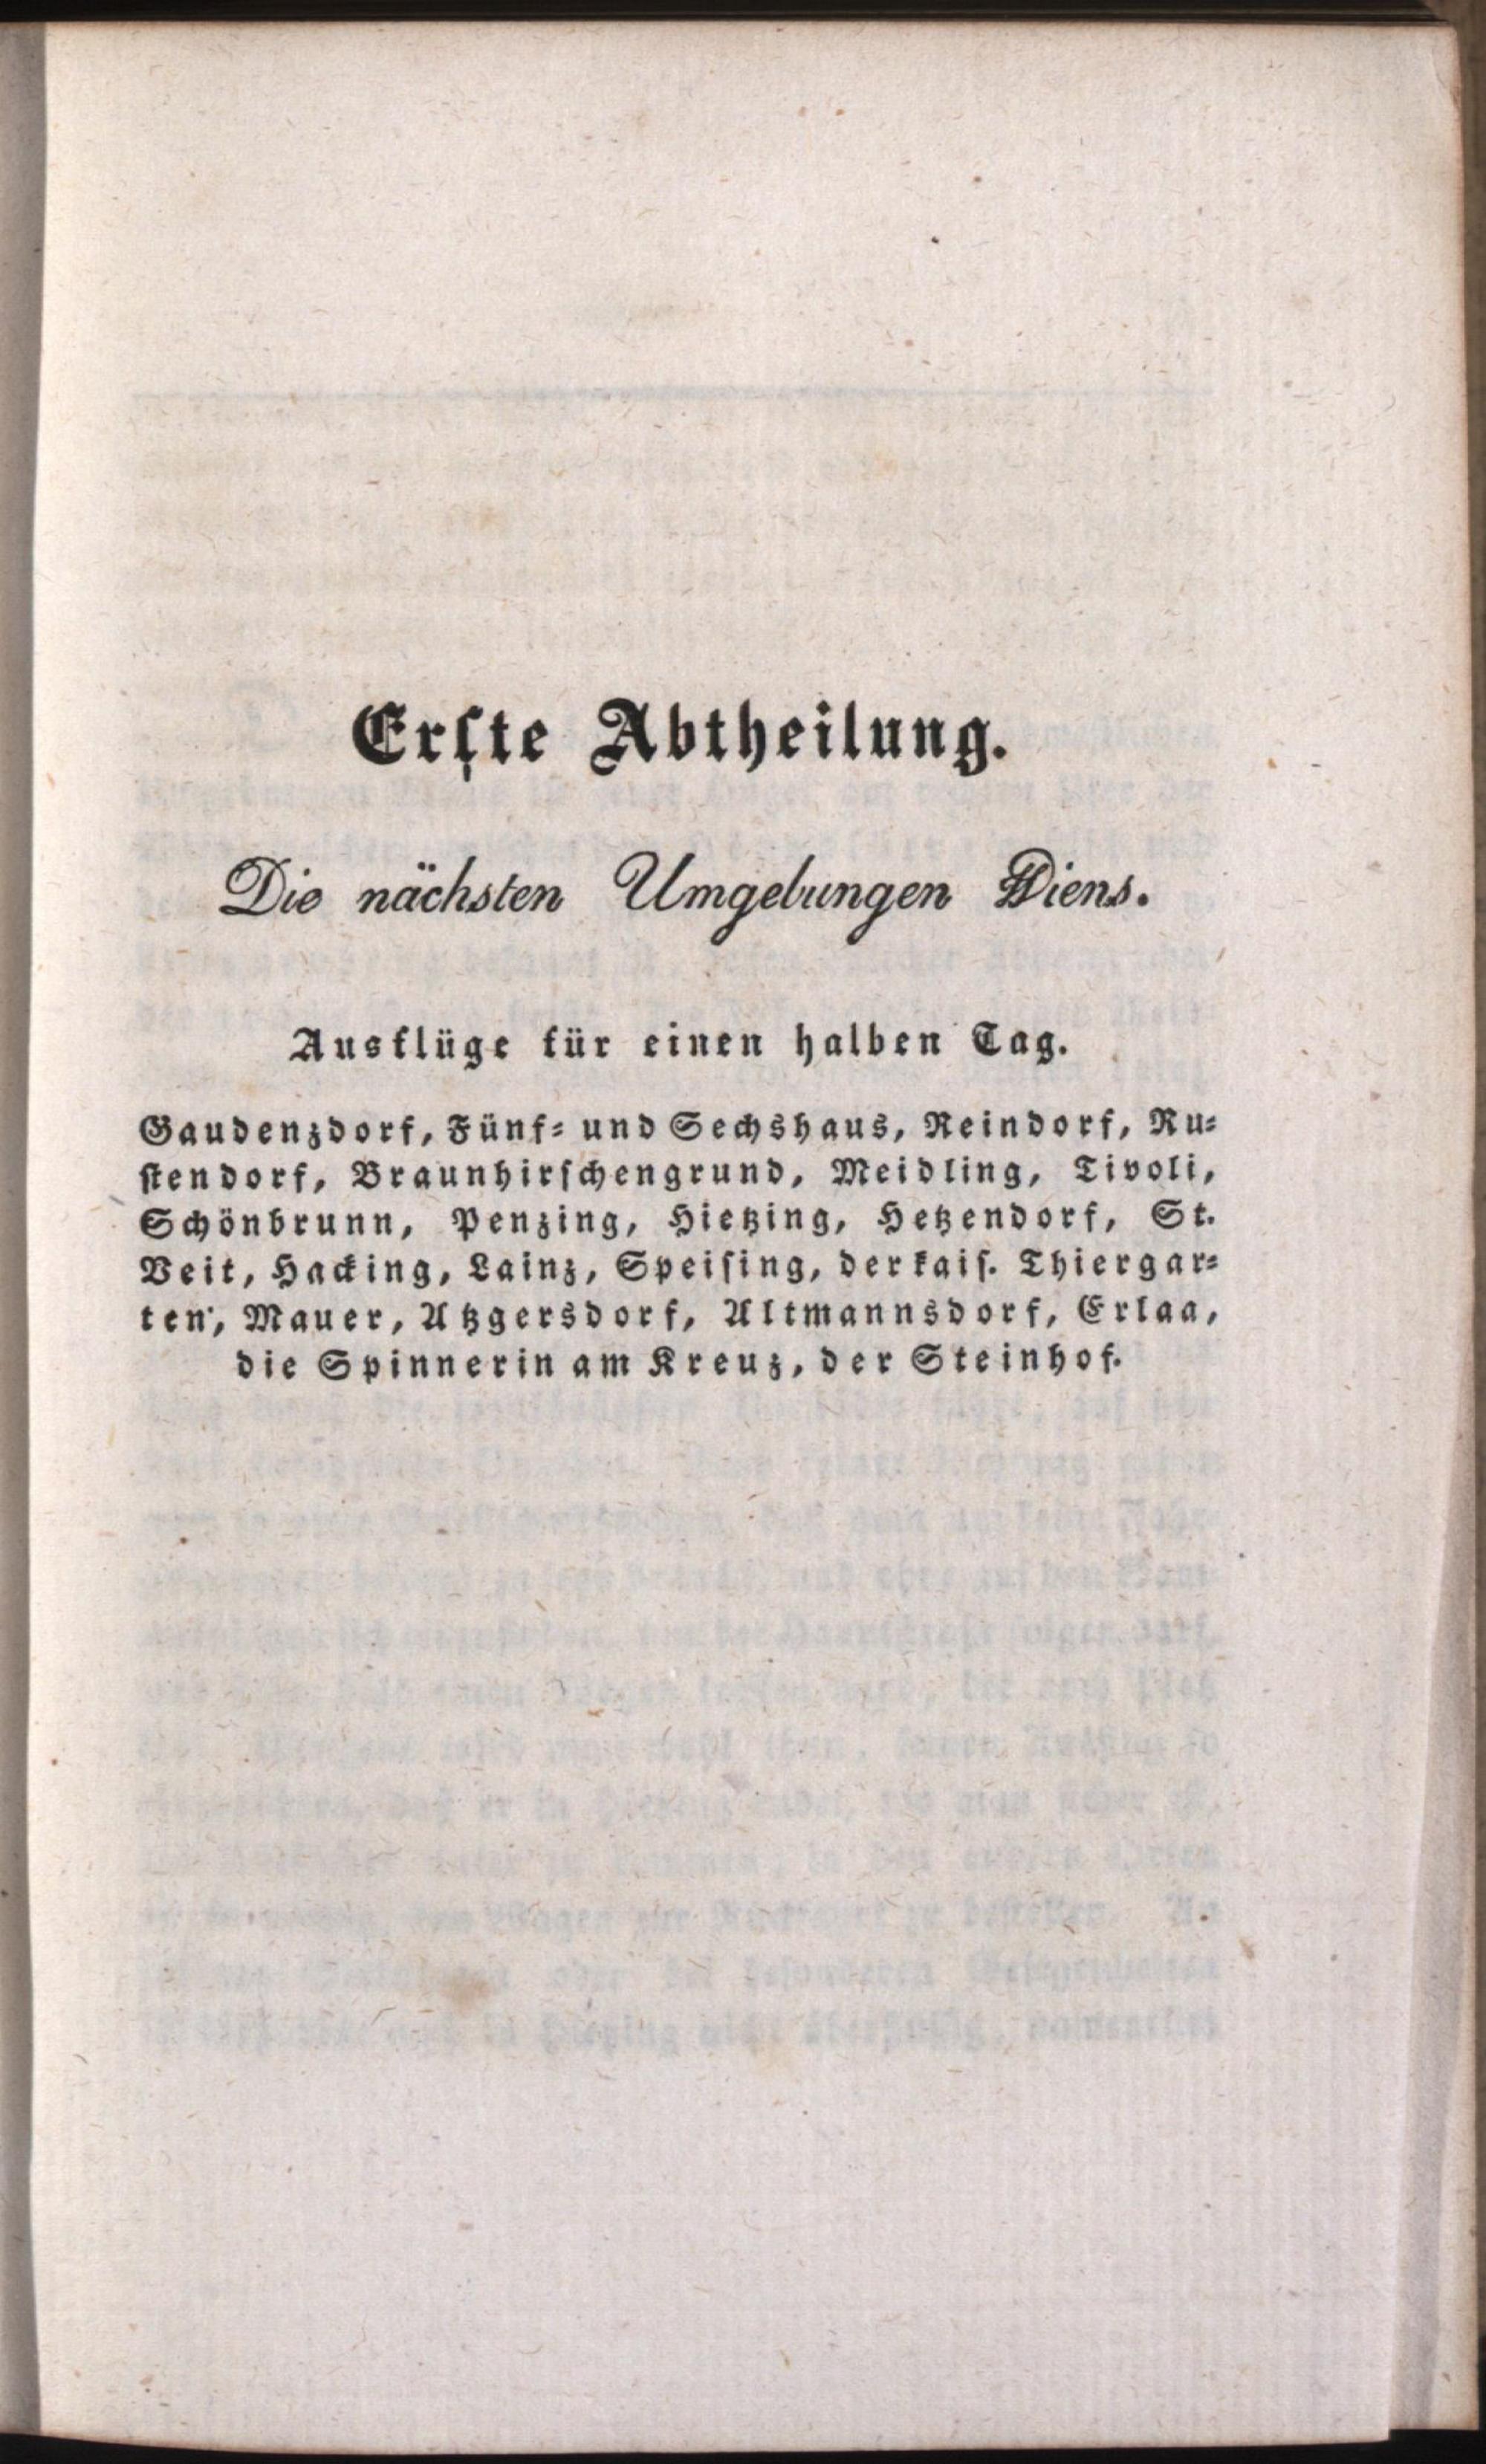 Erſte Abtheilung.
Die nächsten Umgebungen Wiens.
Ausflüge für einen halben Tag.
Gaudenzdorf, Fünf- und Sechshaus, Reindorf, Ru-
ſtendorf, Braunhirſchengrund, Meidling, Tivoli,
Schönbrunn, Penzing, Hietzing, Hetzendorf, St.
Veit, Hacking, Lainz, Speiſing, der kaiſ. Thiergar-
ten, Mauer, Atzgersdorf, Altmannsdorf, Erlaa,
die Spinnerin am Kreuz, der Steinhof.